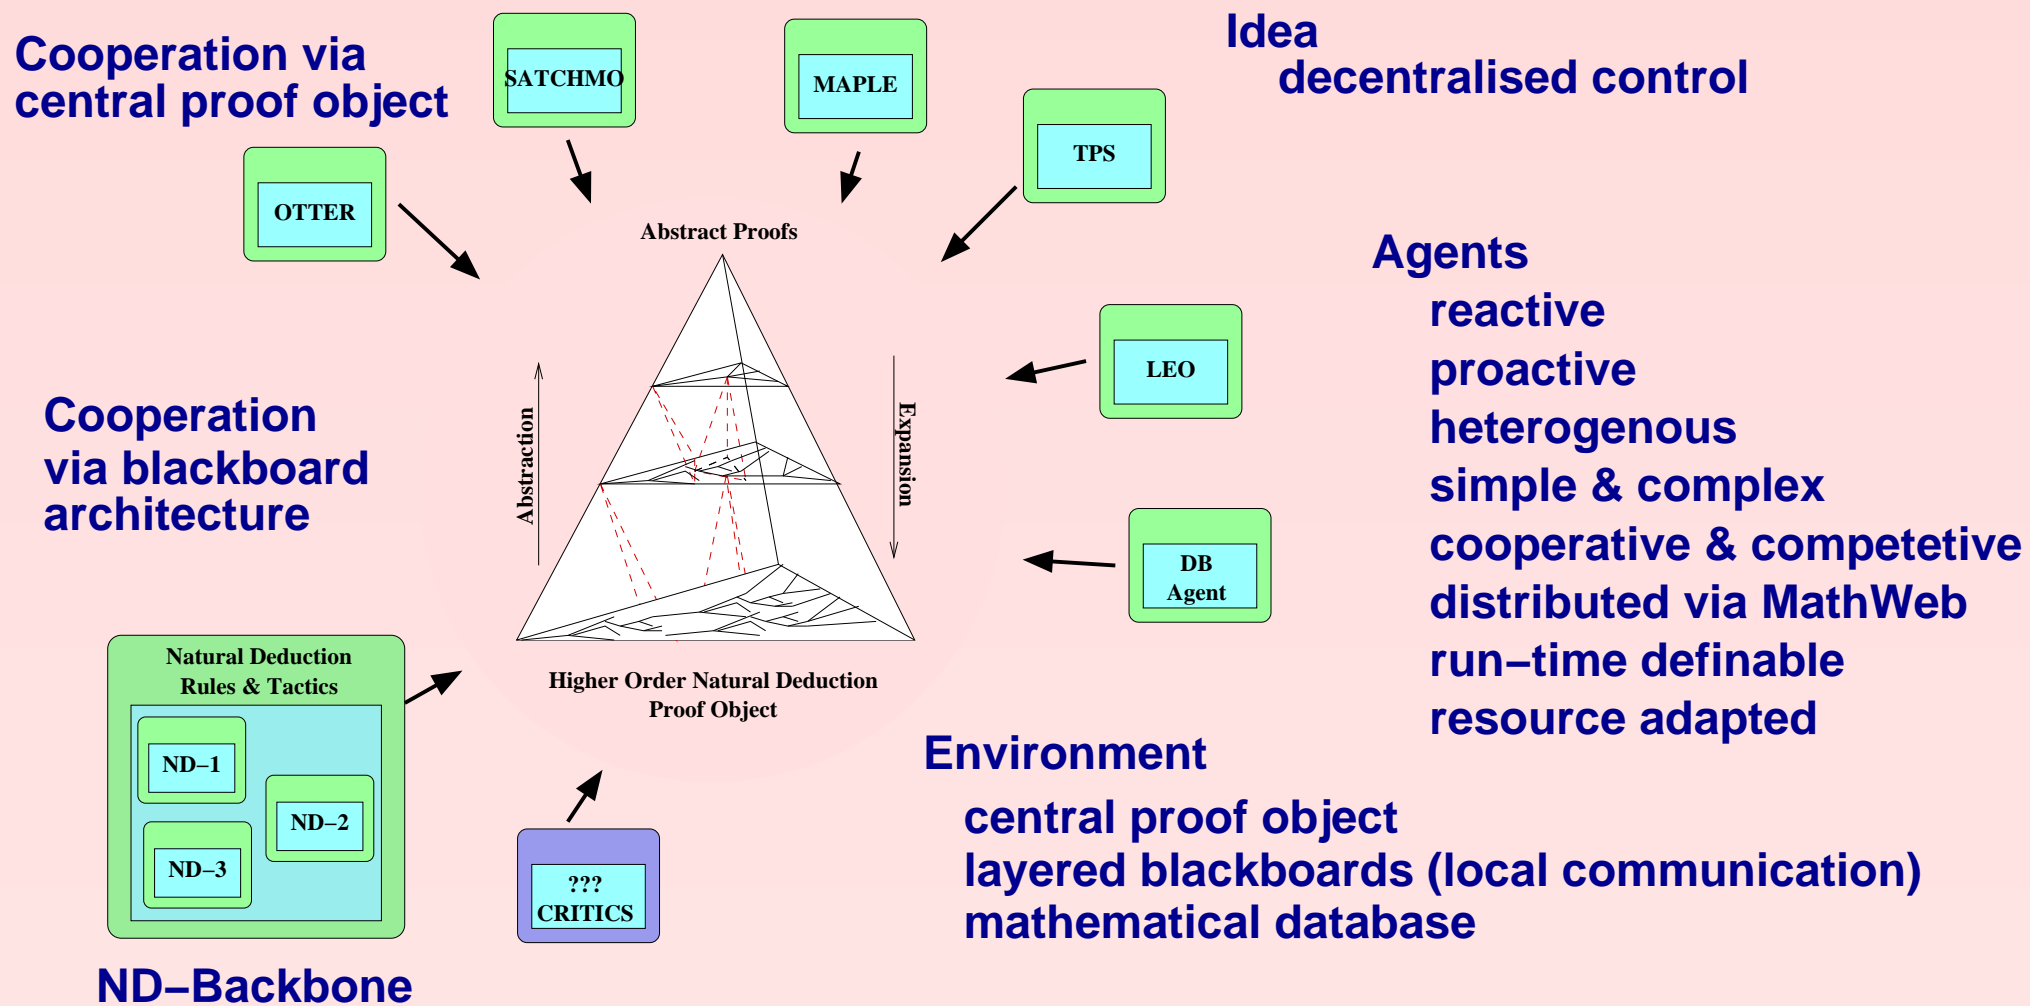 Cooperation via
central proof object
SATCHMO
MAPLE
Idea
decentralised control
TPS
OTTER
Abstract Proofs
Agents
reactive
proactive
heterogenous
simple & complex
cooperative & competetive
distributed via MathWeb
run−time definable
resource adapted
LEO
Cooperation
via blackboard
architecture
Abstraction
Expansion
DB
Agent
Natural Deduction
Rules & Tactics
ND−1
ND−2
ND−3
ND−Backbone
Higher Order Natural Deduction
Proof Object
???
CRITICS
Environment
central proof object
layered blackboards (local communication)
mathematical database